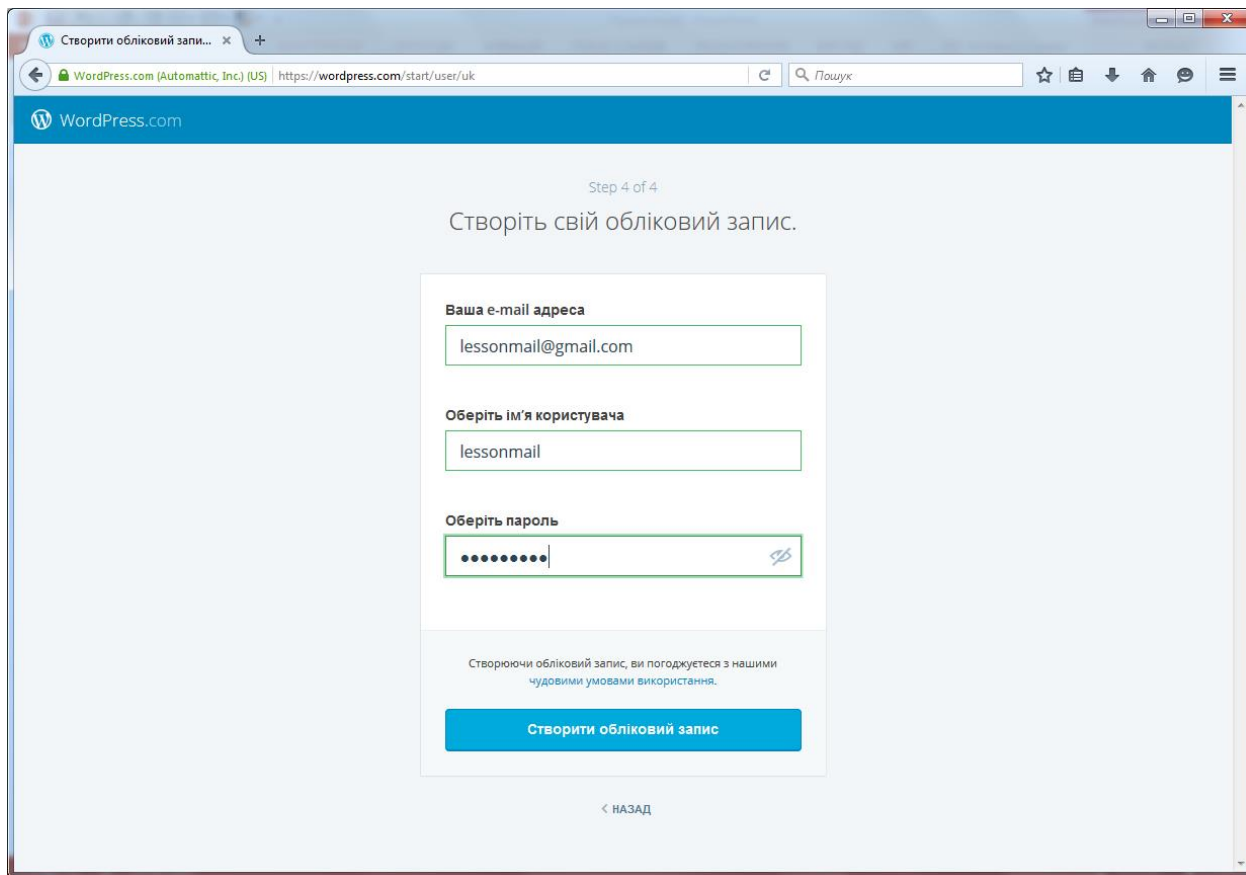 Створити обліковий запи...
WordPress.com (Automattic, Inc.) (US) https://wordpress.com/start/user/uk
Пошук
WordPress.com
Step 4 of 4
Створіть свій обліковий запис.
Ваша e-mail адреса
lessonmail@gmail.com
Оберіть ім'я користувача
lessonmail
Оберіть пароль
•••••••••
Створюючи обліковий запис, ви погоджуєтеся з нашими
чудовими умовами використання.
Створити обліковий запис
< НАЗАД